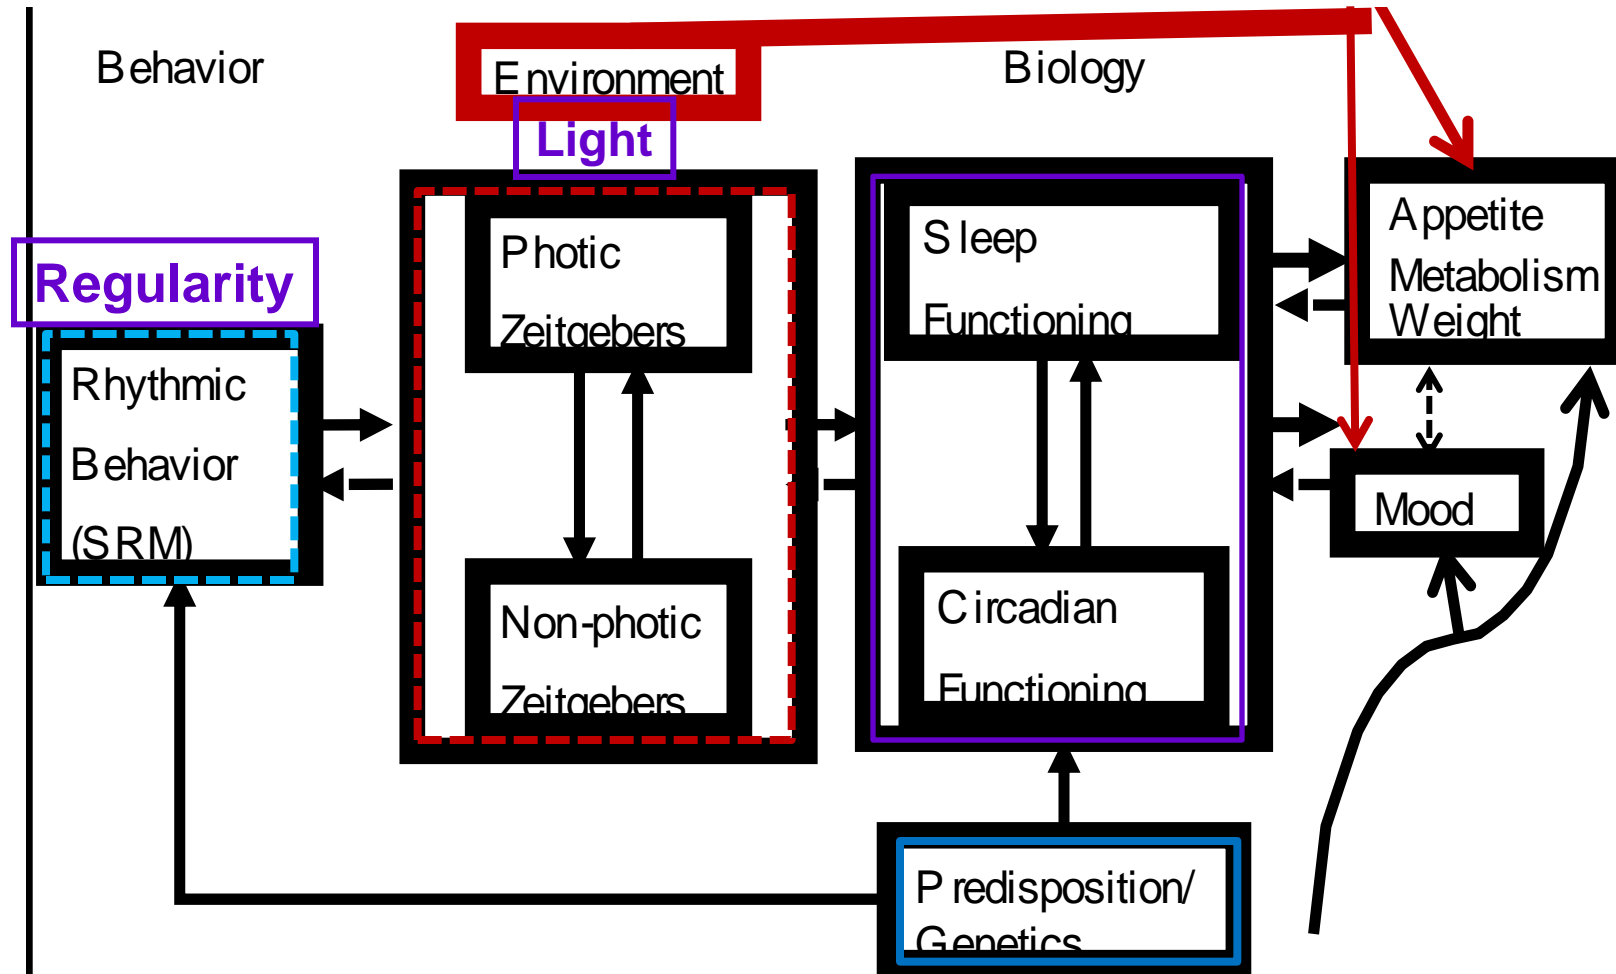 Behavior
Environment
Biology
Light
Regularity
Photic
Zeitgebers
Sleep
Functioning
Appetite
Metabolism
Weight
Rhythmic
Behavior
(SRM)
Mood
Non-photic
Zeitgebers
Circadian
Functioning
Predisposition/
Genetics